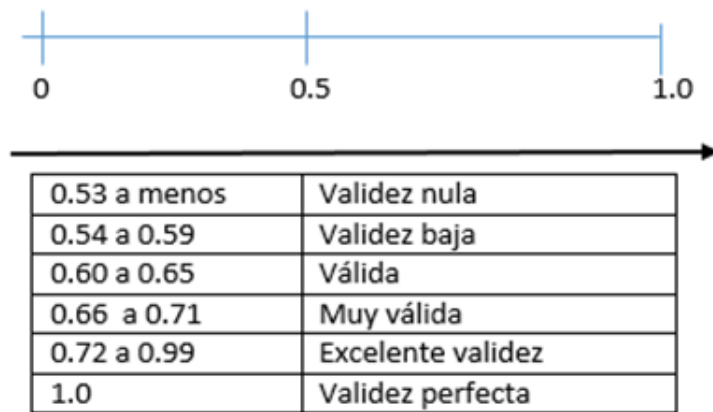 0 0.5 1.0
0.53 a menos Validez nula
0.54 a 0.59 Validez baja
0.60 a 0.65 Válida
0.66 a 0.71 Muy válida
0.72 a 0.99 Excelente validez
1.0 Validez perfecta